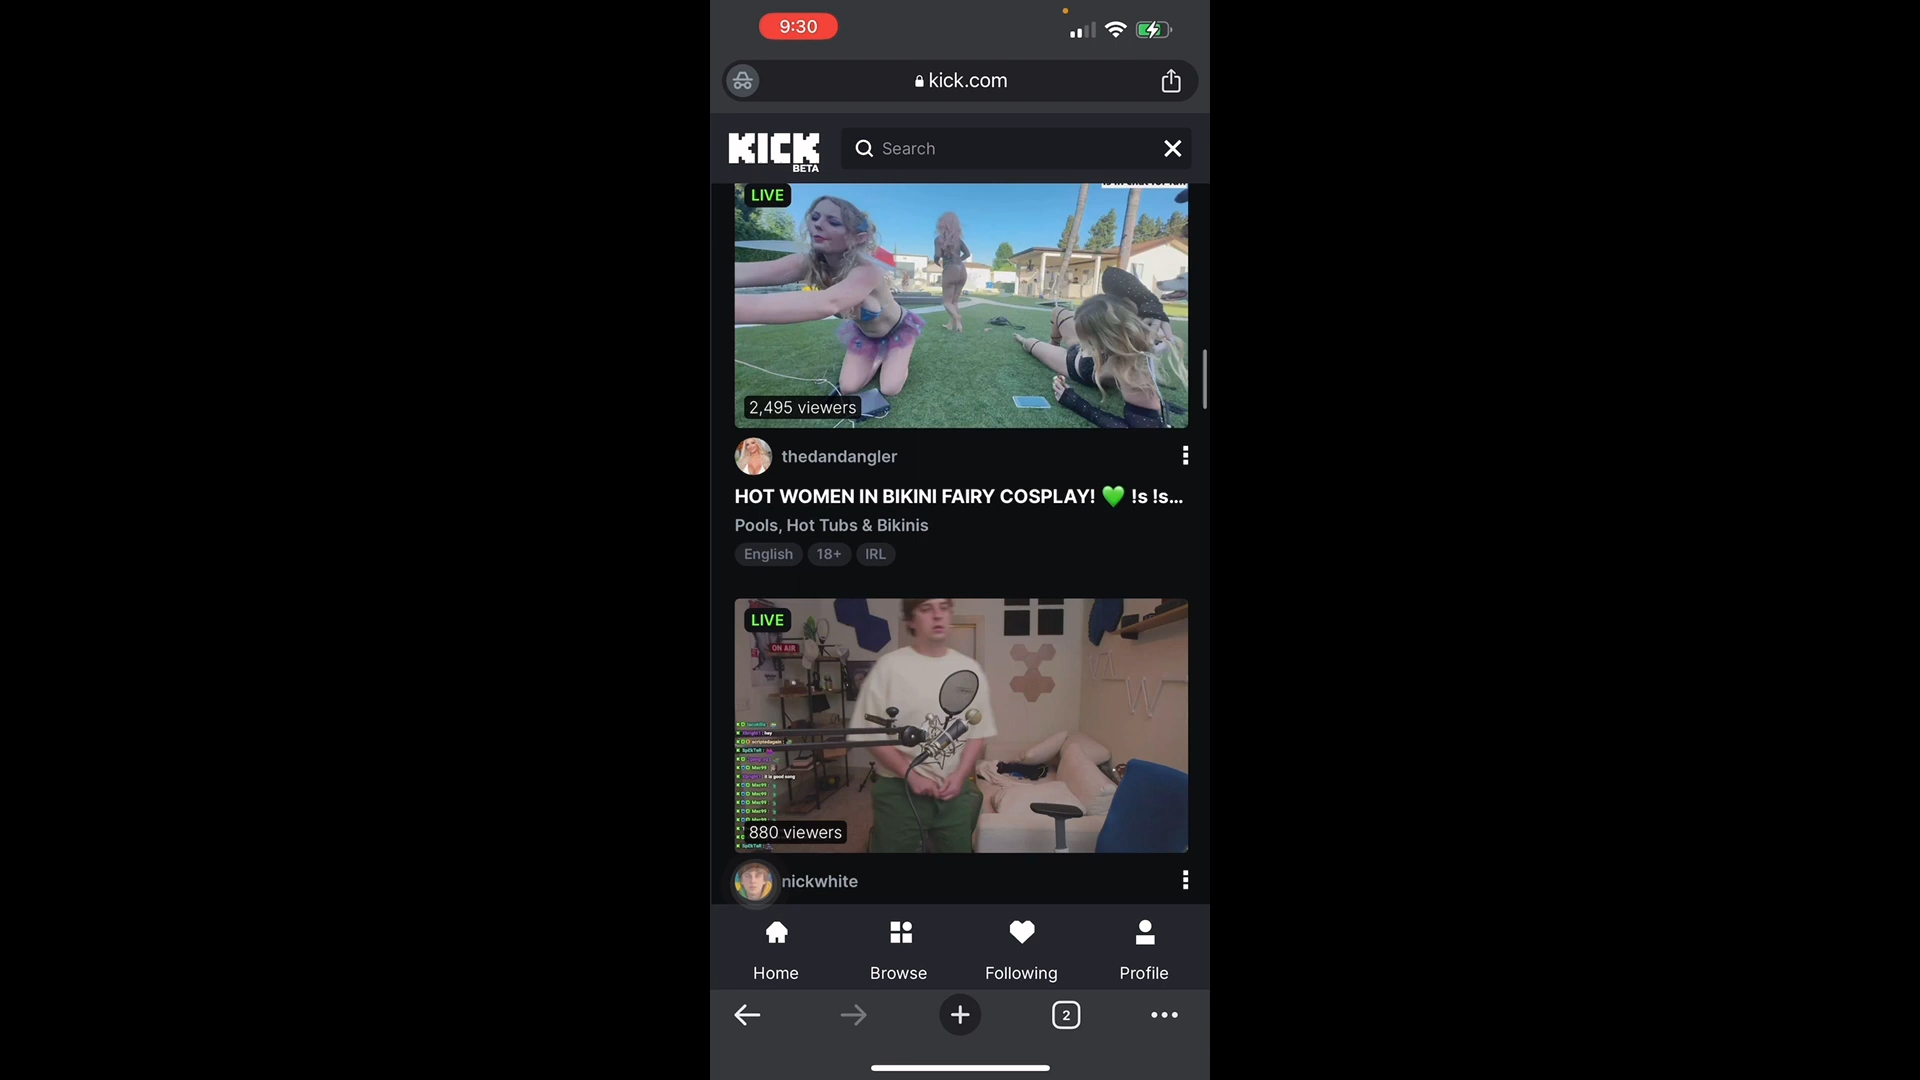 9:30
kick.com
KICK
BETA
Search
LIVE
2,495 viewers
thedandangler
HOT WOMEN IN BIKINI FAIRY COSPLAY! 💚 !s !s...
Pools, Hot Tubs & Bikinis
English 18+ IRL
LIVE
ON AIR
880 viewers
nickwhite
Home Browse Following Profile
2